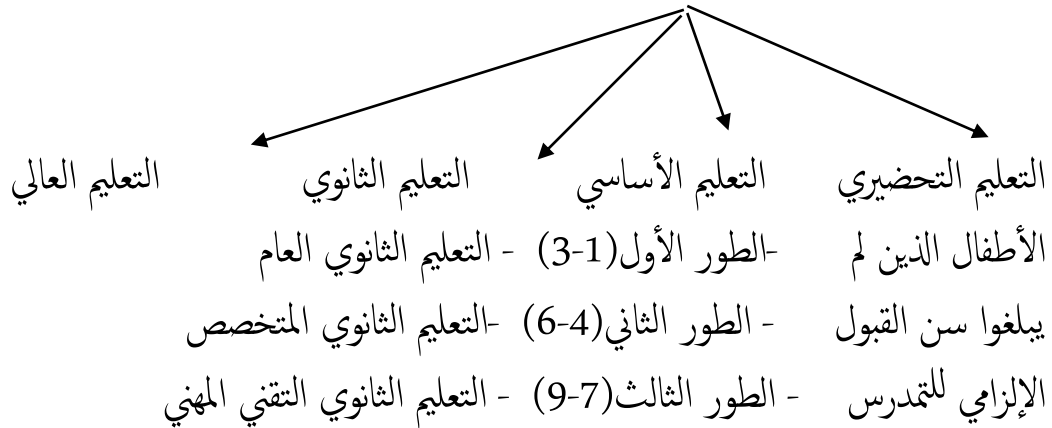 التعليم التحضيري التعليم الأساسي التعليم الثانوي التعليم العالي
الأطفال الذين لم -الطور الأول(1-3) - التعليم الثانوي العام
يبلغوا سن القبول - الطور الثاني(4-6) -التعليم الثانوي المتخصص
الإلزامي للتمدرس - الطور الثالث(7-9) - التعليم الثانوي التقني المهني